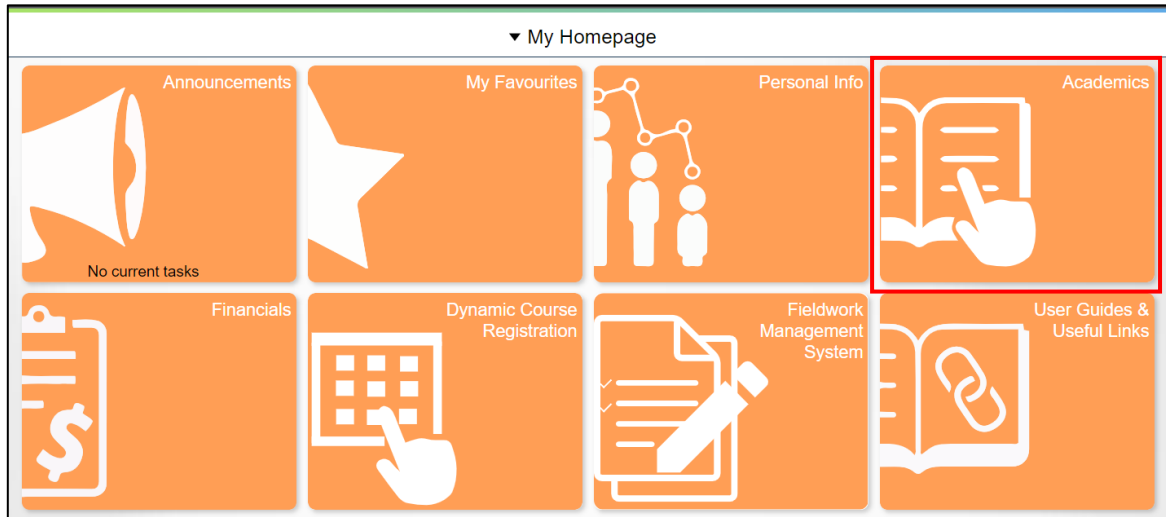 ▼ My Homepage
Announcements
No current tasks
My Favourites
Personal Info
Academics
Financials
Dynamic Course
Registration
Fieldwork
Management
System
User Guides &
Useful Links